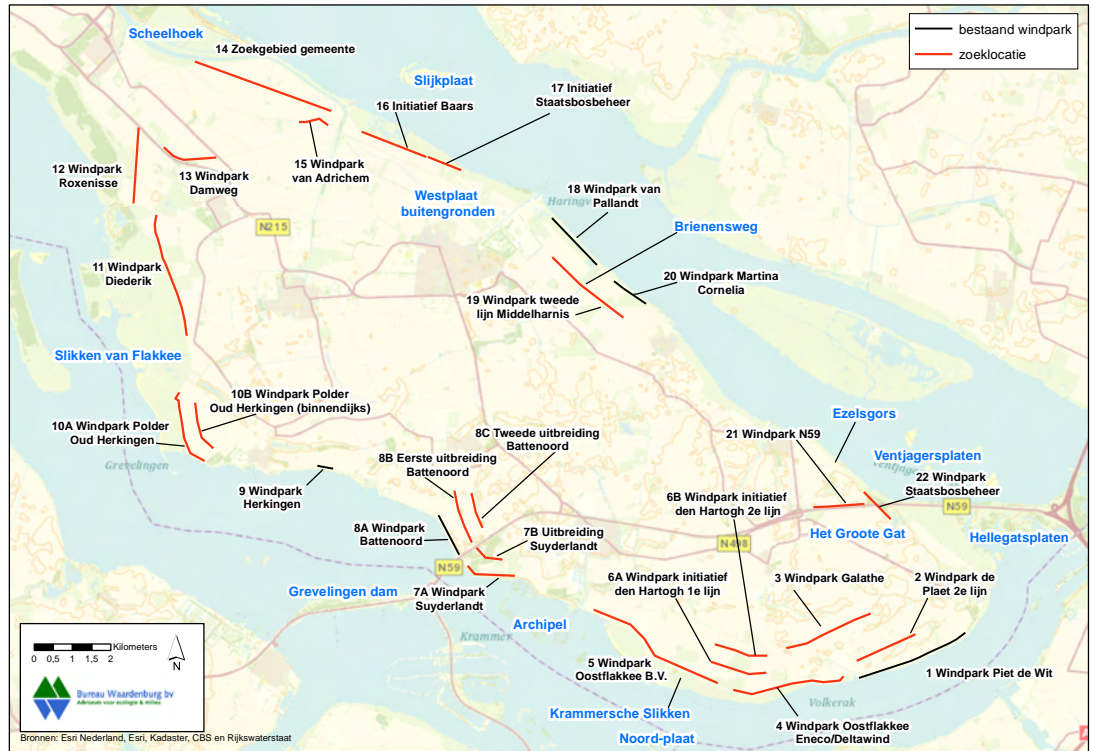 Scheelhoek
14 Zoekgebied gemeente
bestaand windpark
zoeklocatie
Slijkplaat
17 Initiatief
Staatsbosbeheer
16 Initiatief Baars
12 Windpark
Roxenisse
13 Windpark
Damweg
15 Windpark
van Adrichem
Westplaat
buitengronden
18 Windpark van
Pallandt
Haringv
Brienensweg
N215
11 Windpark
Diederik
20 Windpark Martina
Cornelia
19 Windpark tweede
lijn Middelharnis
Slikken van Flakkee
10B Windpark Polder
Oud Herkingen (binnendijks)
10A Windpark Polder
Oud Herkingen
Grevelingen
8C Tweede uitbreiding
Battenoord
8B Eerste uitbreiding
Battenoord
9 Windpark
Herkingen
8A Windpark
Battenoord
7B Uitbreiding
Suyderlandt
N59
7A Windpark
Suyderlandt
Grevelingen dam
Krammer
Archipel
Ezelsgors
21 Windpark N59
Ventjagersplaten
Ventjag
22 Windpark
Staatsbosbeheer
6B Windpark initiatief
den Hartogh 2e lijn
N59
Het Groote Gat
Hellegatsplaten
N498
6A Windpark initiatief
den Hartogh 1e lijn
3 Windpark Galathe
2 Windpark de
Plaet 2e lijn
5 Windpark
Oostflakkee B.V.
1 Windpark Piet de Wit
Volkerak
Krammersche Slikken
4 Windpark Oostflakkee
Eneco/Deltawind
Noord-plaat
Kilometers
0 0,5 1 1,5 2
N
Bureau Waardenburg bv
Adviseurs voor ecologie & milieu
Bronnen: Esri Nederland, Esri, Kadaster, CBS en Rijkswaterstaat